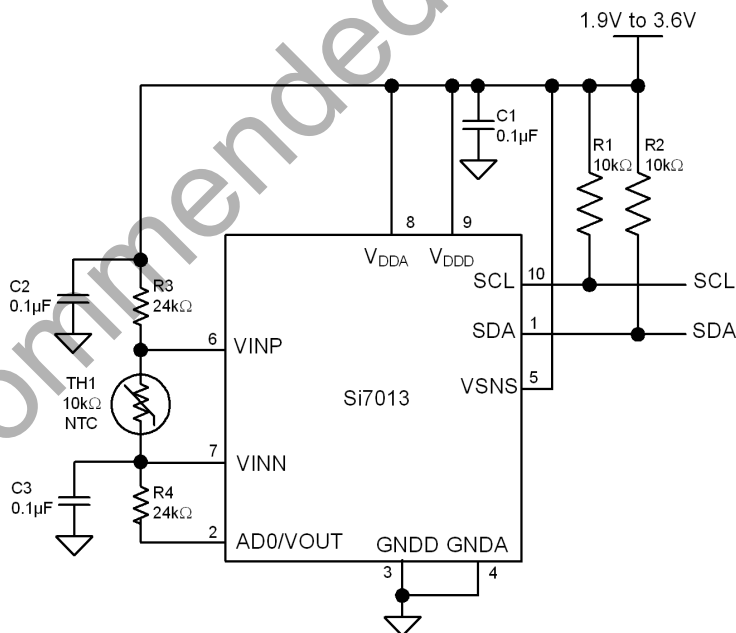 ommended
1.9V to 3.6V
C1
0.1µF
R1
10kΩ
R2
10kΩ
8
9
VDDA
VDDD
C2
0.1µF
R3
24kΩ
SCL
10
SCL
SDA
1
SDA
6
VINP
VSNS
5
TH1
10kΩ
NTC
Si7013
7
VINN
C3
0.1µF
R4
24kΩ
2
AD0/VOUT
GNDD
GNDA
3
4